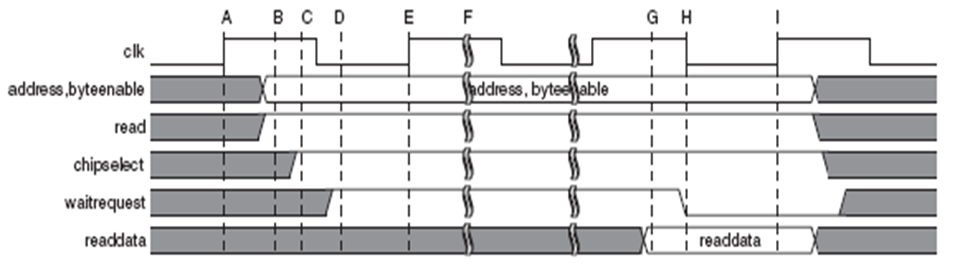 A B C D E F G H I
clk
address,byteenable address, byteenable
read
chipselect
waitrequest
readdata readdata